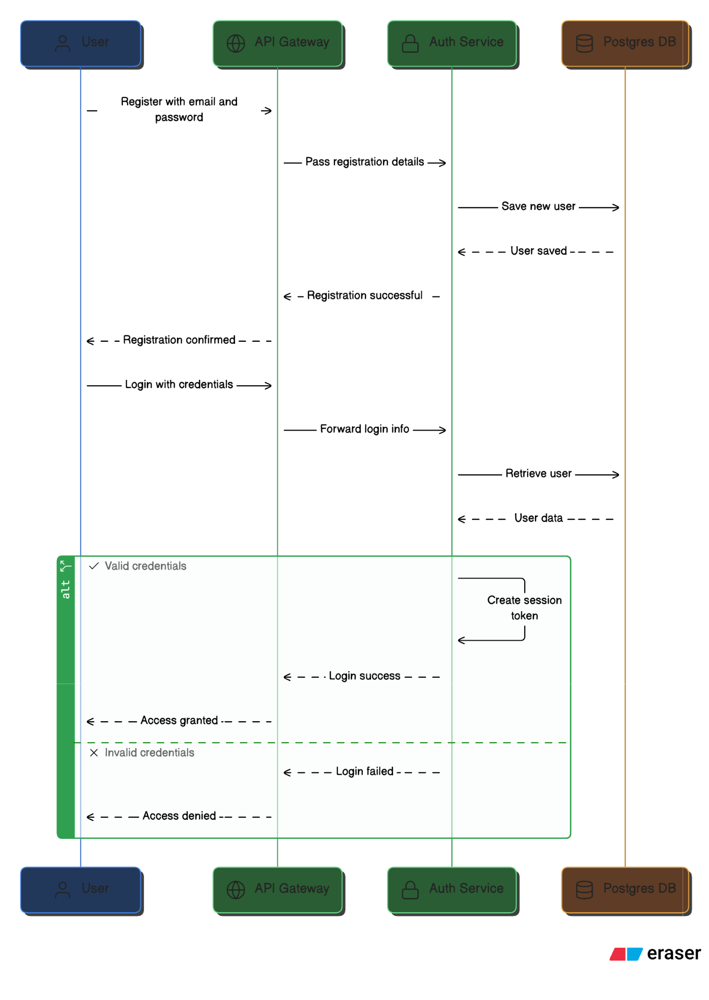 User
API Gateway
Auth Service
Postgres DB
Register with email and
password
Pass registration details
Save new user
User saved
Registration successful
Registration confirmed
Login with credentials
Forward login info
Retrieve user
User data
alt
Valid credentials
Create session
token
Login success
Access granted
Invalid credentials
Login failed
Access denied
User
API Gateway
Auth Service
Postgres DB
eraser